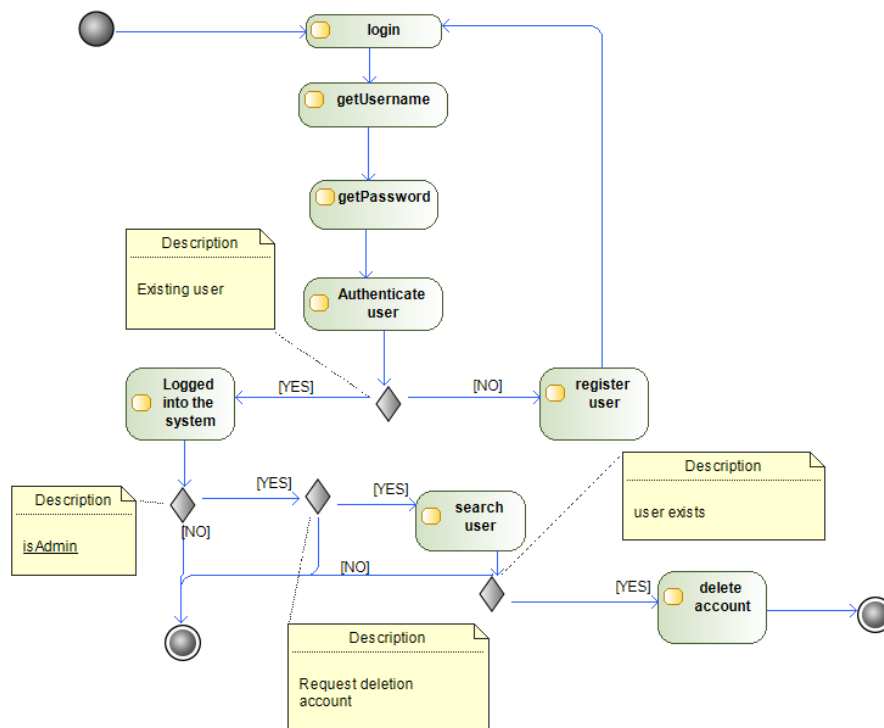 login
getUsername
getPassword
Description
Existing user
Authenticate
user
[YES]
[NO]
Logged
into the
system
register
user
Description
isAdmin
[YES]
[YES]
search
user
Description
user exists
[NO]
[NO]
[YES]
delete
account
Description
Request deletion
account